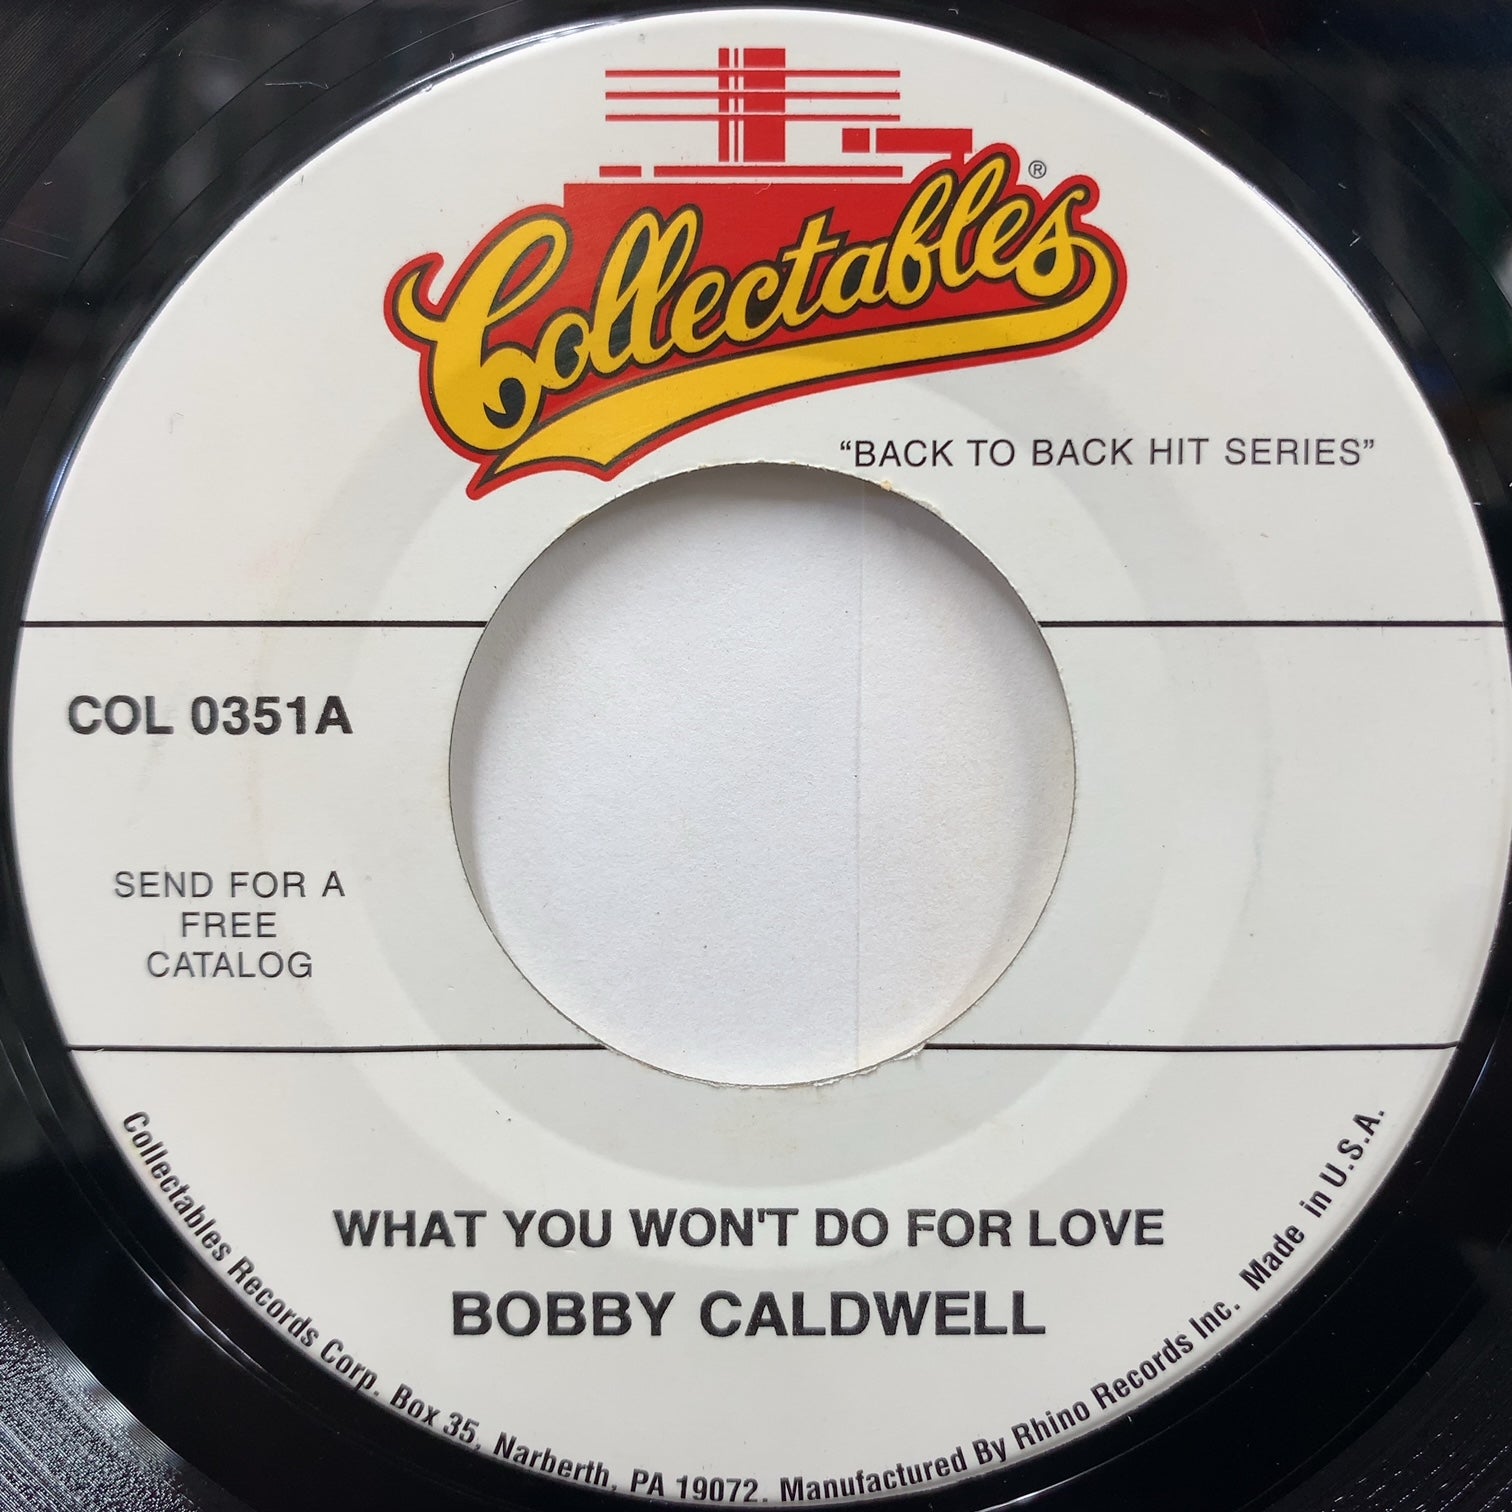 Collectables®
“BACK TO BACK HIT SERIES”
COL 0351A
SEND FOR A
FREE
CATALOG
WHAT YOU WON'T DO FOR LOVE
BOBBY CALDWELL
Collectables Records Corp. Box 35, Narberth, PA 19072. Manufactured By Rhino Records Inc. Made in U.S.A.